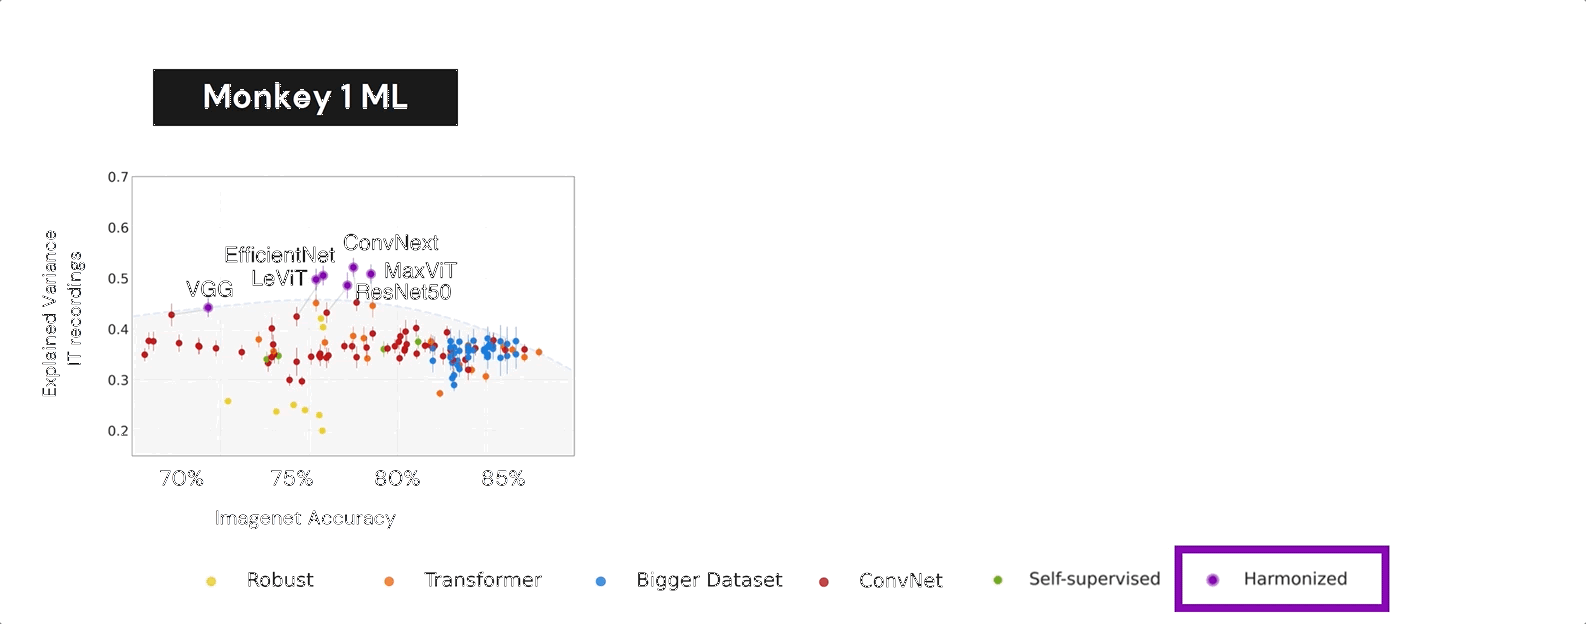 Monkey 1 ML
Explained Variance
IT recordings
0.7
0.6
0.5
0.4
0.3
0.2
ConvNext
EfficientNet
LeViT
MaxViT
VGG
ResNet50
70% 75% 80% 85%
Imagenet Accuracy
Robust Transformer Bigger Dataset ConvNet Self-supervised Harmonized